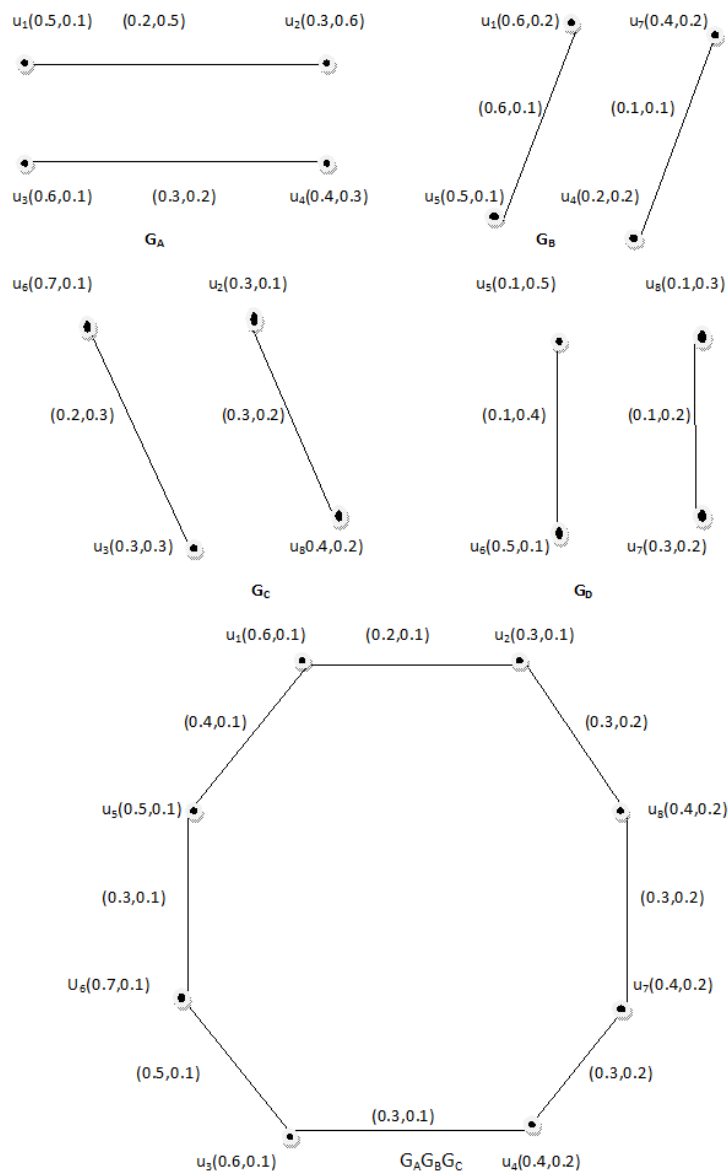 u₁(0.5,0.1) (0.2,0.5) u₂(0.3,0.6)
u₃(0.6,0.1) (0.3,0.2) u₄(0.4,0.3)
G_A
u₁(0.6,0.2) u₇(0.4,0.2)
(0.6,0.1) (0.1,0.1)
u₅(0.5,0.1) u₄(0.2,0.2)
G_B
u₆(0.7,0.1) u₂(0.3,0.1)
(0.2,0.3) (0.3,0.2)
u₃(0.3,0.3) u₈0.4,0.2)
G_C
u₅(0.1,0.5) u₈(0.1,0.3)
(0.1,0.4) (0.1,0.2)
u₆(0.5,0.1) u₇(0.3,0.2)
G_D
u₁(0.6,0.1) (0.2,0.1) u₂(0.3,0.1)
(0.4,0.1) (0.3,0.2)
u₅(0.5,0.1) u₈(0.4,0.2)
(0.3,0.1) (0.3,0.2)
U₆(0.7,0.1) u₇(0.4,0.2)
(0.5,0.1) (0.3,0.2)
(0.3,0.1)
u₃(0.6,0.1) G_AG_BG_C u₄(0.4,0.2)